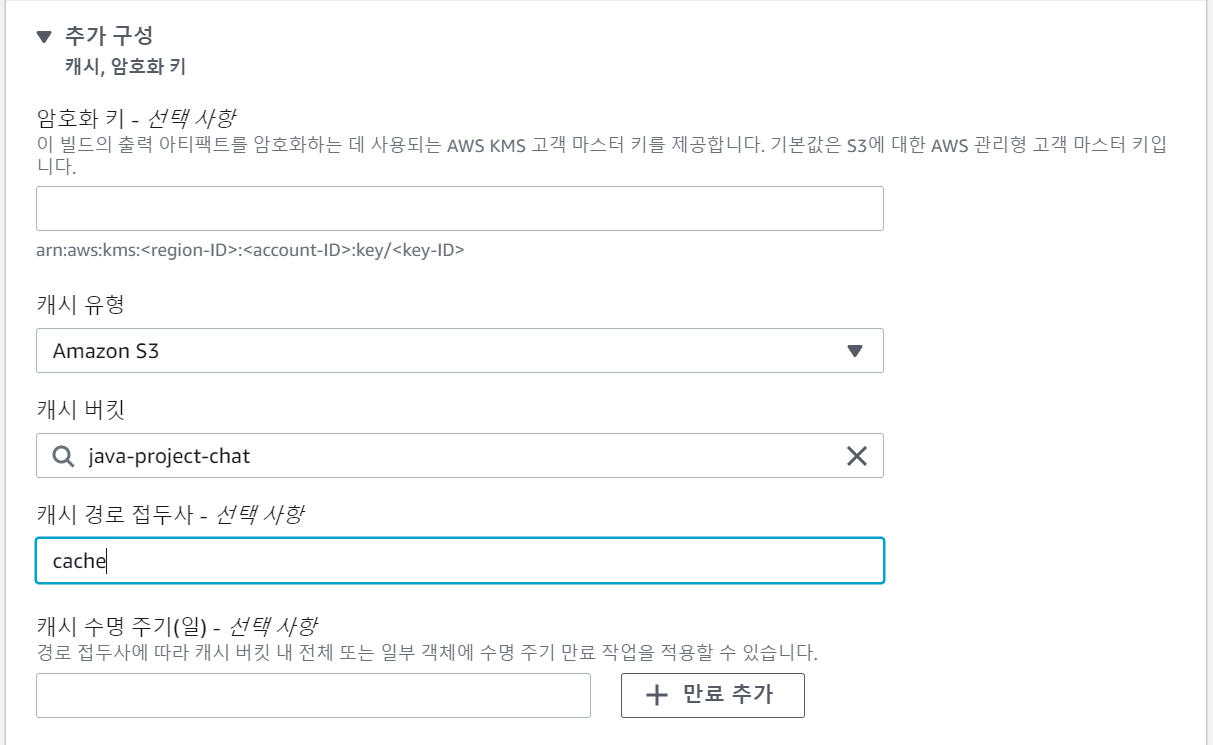 추가 구성
캐시, 암호화 키
암호화 키 - 선택 사항
이 빌드의 출력 아티팩트를 암호화하는 데 사용되는 AWS KMS 고객 마스터 키를 제공합니다. 기본값은 S3에 대한 AWS 관리형 고객 마스터 키입
니다.
arn:aws:kms:<region-ID>:<account-ID>:key/<key-ID>
캐시 유형
Amazon S3
캐시 버킷
java-project-chat
캐시 경로 접두사 - 선택 사항
cache
캐시 수명 주기(일) - 선택 사항
경로 접두사에 따라 캐시 버킷 내 전체 또는 일부 객체에 수명 주기 만료 작업을 적용할 수 있습니다.
만료 추가